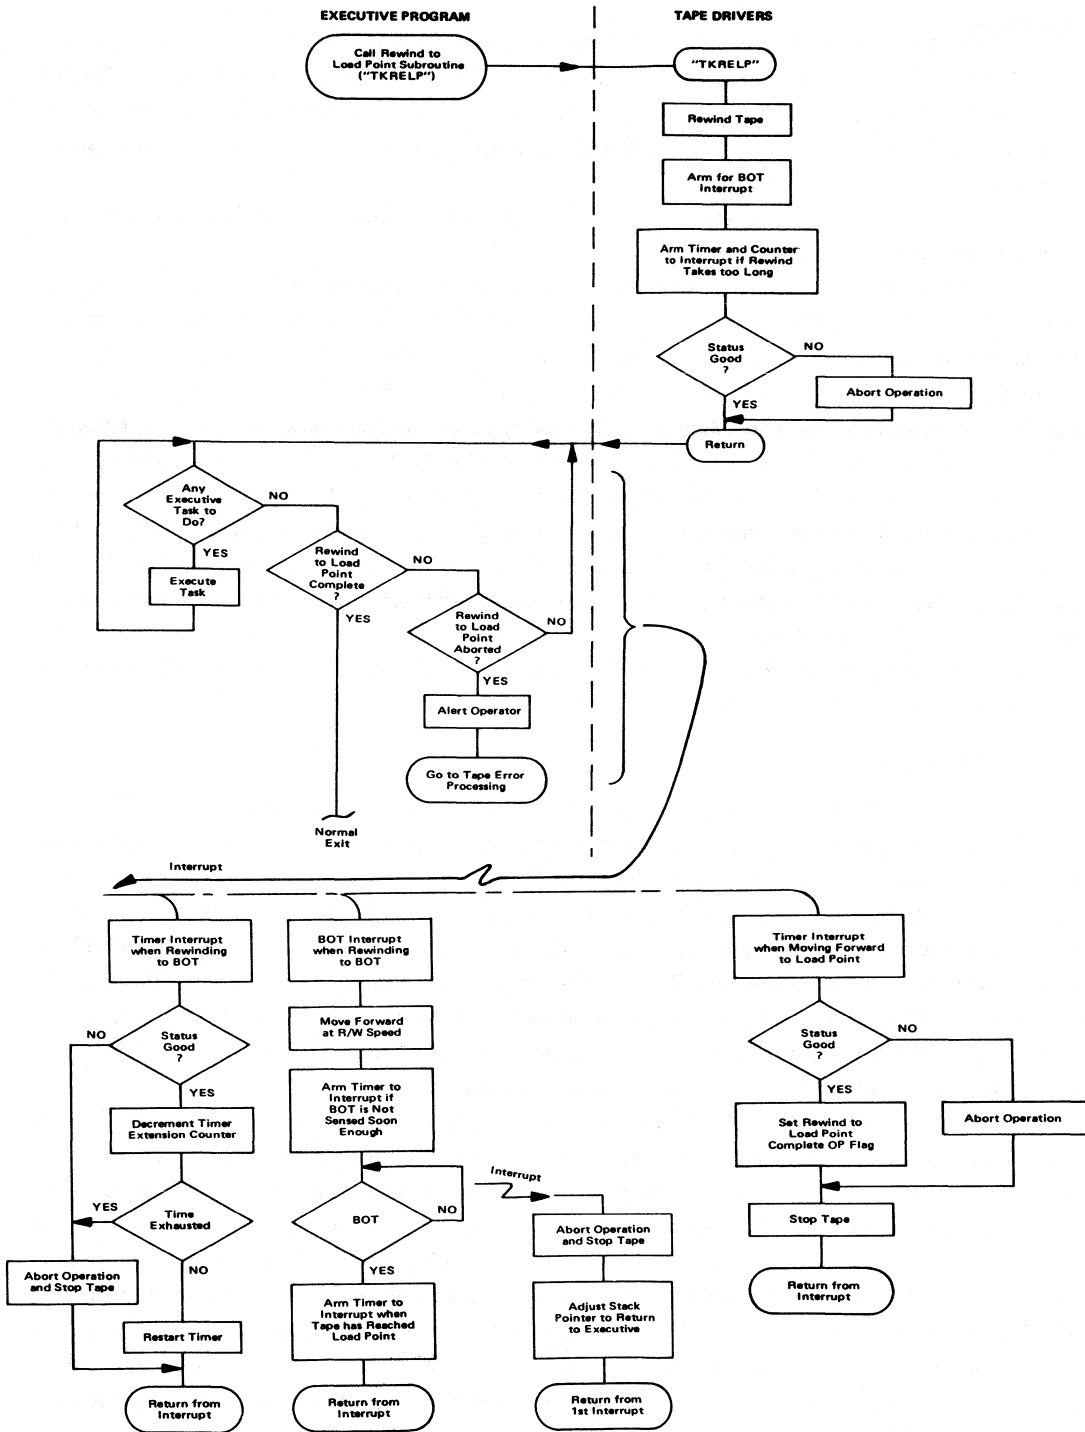 EXECUTIVE PROGRAM
TAPE DRIVERS
Call Rewind to
Load Point Subroutine
("TKRELP")
"TKRELP"
Rewind Tape
Arm for BOT
Interrupt
Arm Timer and Counter
to Interrupt if Rewind
Takes too Long
Status
Good
?
NO
YES
Abort Operation
Return
Any
Executive
Task to
Do?
NO
YES
Execute
Task
Rewind
to Load
Point
Complete
?
NO
YES
Rewind
to Load
Point
Aborted
?
NO
YES
Alert Operator
Go to Tape Error
Processing
Normal
Exit
Interrupt
Timer Interrupt
when Rewinding
to BOT
Status
Good
?
NO
YES
Decrement Timer
Extension Counter
Time
Exhausted
YES
NO
Abort Operation
and Stop Tape
Restart Timer
Return from
Interrupt
BOT Interrupt
when Rewinding
to BOT
Move Forward
at R/W Speed
Arm Timer to
Interrupt if
BOT is Not
Sensed Soon
Enough
BOT
NO
YES
Arm Timer to
Interrupt when
Tape has Reached
Load Point
Return from
Interrupt
Interrupt
Abort Operation
and Stop Tape
Adjust Stack
Pointer to Return
to Executive
Return from
1st Interrupt
Timer Interrupt
when Moving Forward
to Load Point
Status
Good
?
NO
YES
Set Rewind to
Load Point
Complete OP Flag
Abort Operation
Stop Tape
Return from
Interrupt